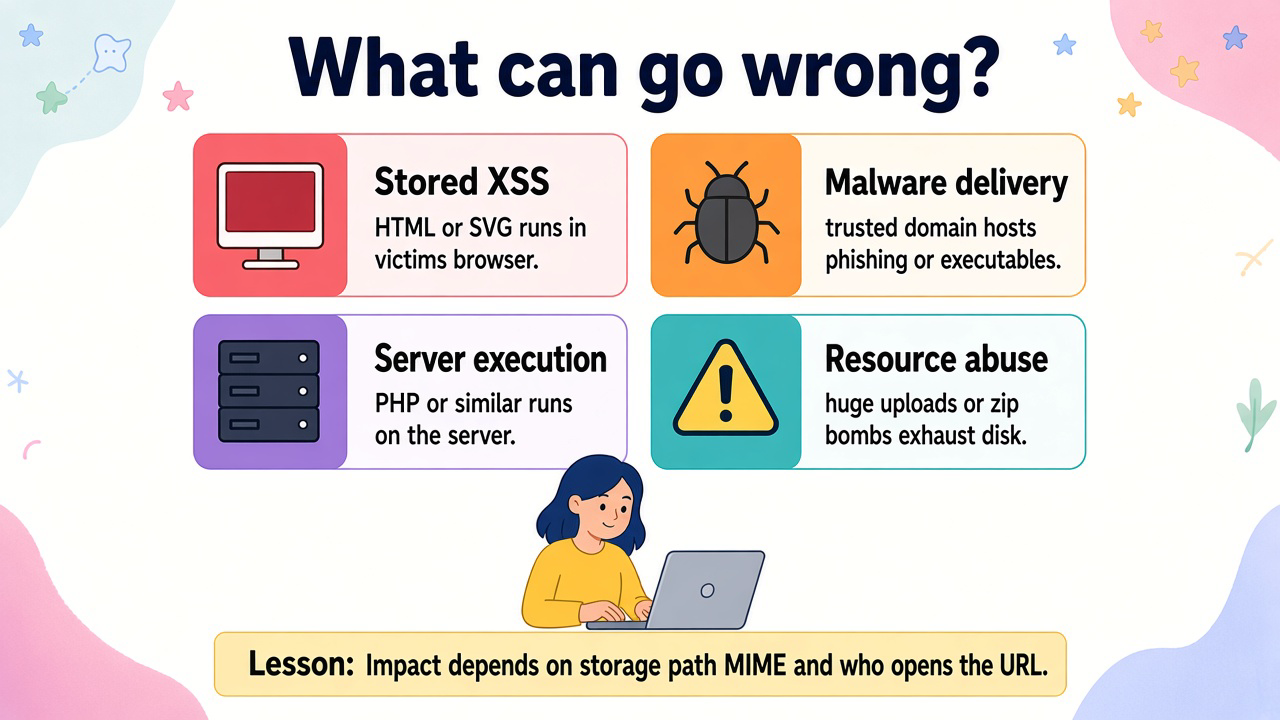 What can go wrong?
Stored XSS
HTML or SVG runs in
victims browser.
Malware delivery
trusted domain hosts
phishing or executables.
Server execution
PHP or similar runs
on the server.
Resource abuse
huge uploads or zip
bombs exhaust disk.
Lesson: Impact depends on storage path MIME and who opens the URL.